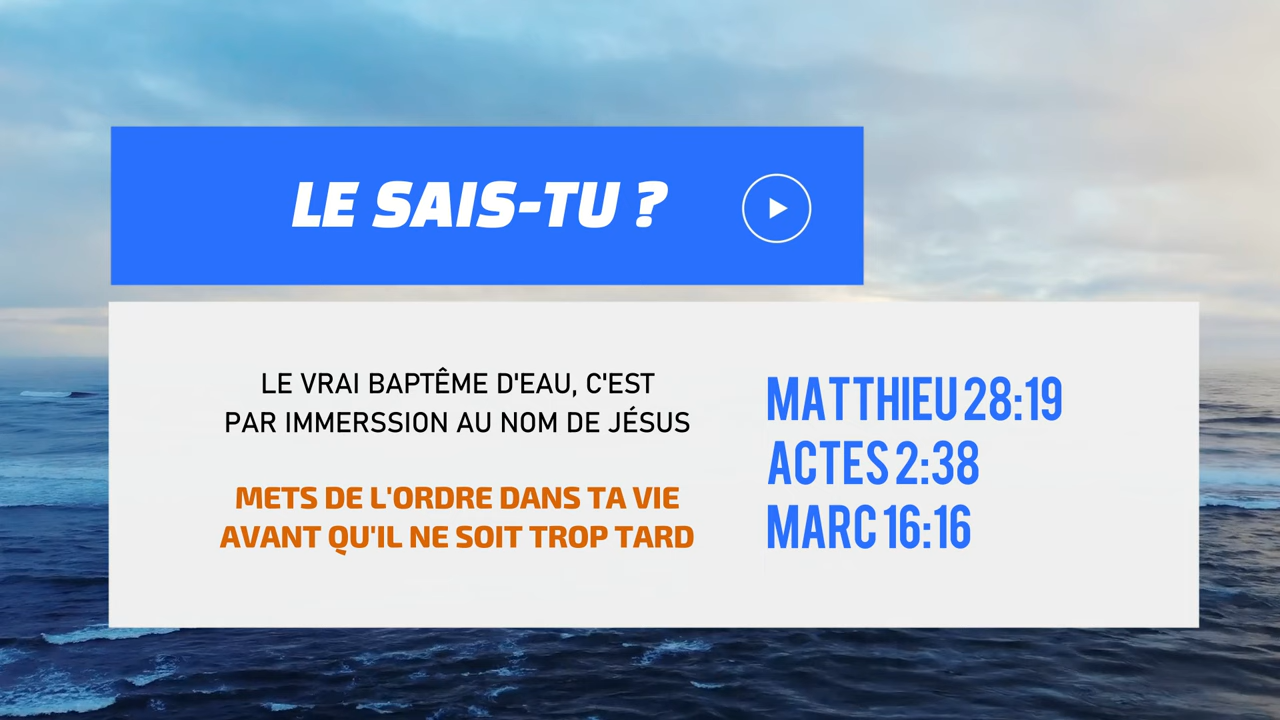 LE SAIS-TU ?
LE VRAI BAPTÊME D'EAU, C'EST
PAR IMMERSSION AU NOM DE JÉSUS
METS DE L'ORDRE DANS TA VIE
AVANT QU'IL NE SOIT TROP TARD
MATTHIEU 28:19
ACTES 2:38
MARC 16:16